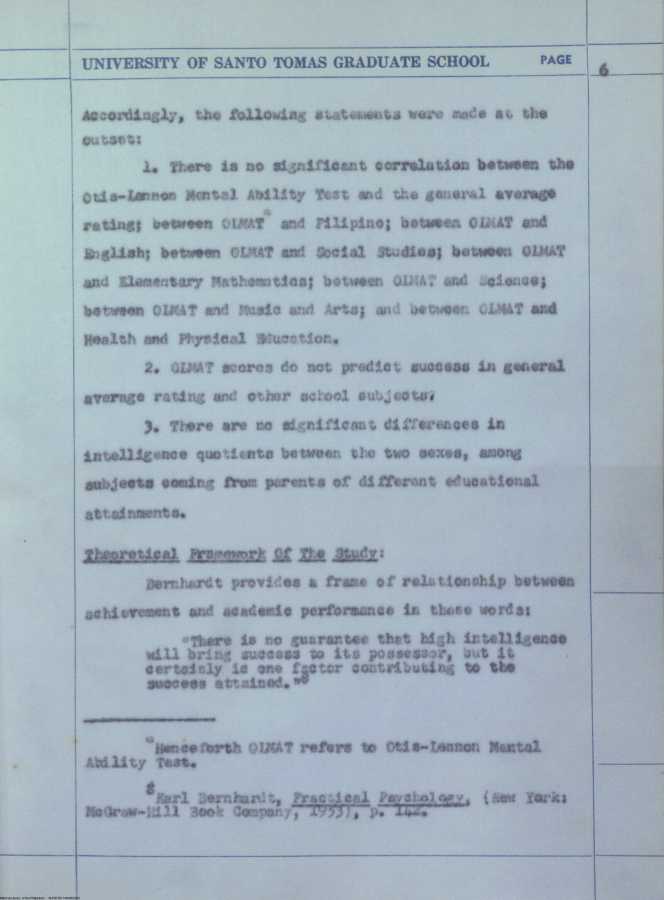 UNIVERSITY OF SANTO TOMAS GRADUATE SCHOOL PAGE 6
Accordingly, the following statements were made at the
outset:
1. There is no significant correlation between the
Otis-Lennon Mental Ability Test and the general average
rating; between OLMAT* and Filipino; between OLMAT and
English; between OLMAT and Social Studies; between OLMAT
and Elementary Mathematics; between OLMAT and Science;
between OLMAT and Music and Arts; and between OLMAT and
Health and Physical Education.
2. OLMAT scores do not predict success in general
average rating and other school subjects.
3. There are no significant differences in
intelligence quotients between the two sexes, among
subjects coming from parents of different educational
attainments.
Theoretical Framework Of The Study:
Bernhardt provides a frame of relationship between
achievement and academic performance in these words:
"There is no guarantee that high intelligence
will bring success to its possessor, but it
certainly is one factor contributing to the
success attained."8
*Henceforth OLMAT refers to Otis-Lennon Mental
Ability Test.
8Karl Bernhardt, Practical Psychology, (New York:
McGraw-Hill Book Company, 1953), p. 142.